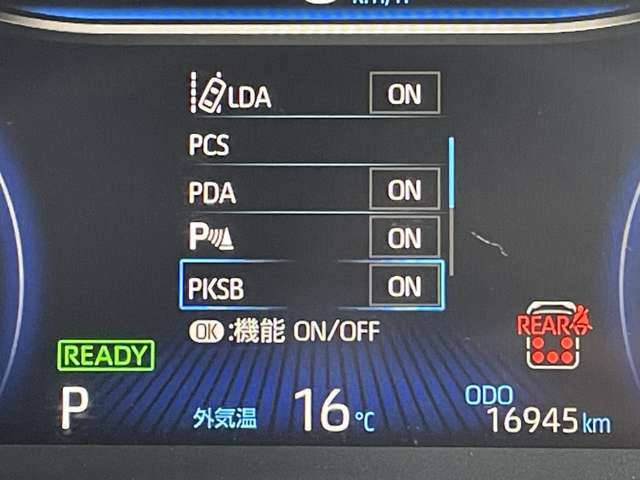 km/h
LDA ON
PCS
PDA ON
P ON
PKSB ON
OK:機能 ON/OFF
REAR
READY
P
外気温 16℃
ODO
16945 km